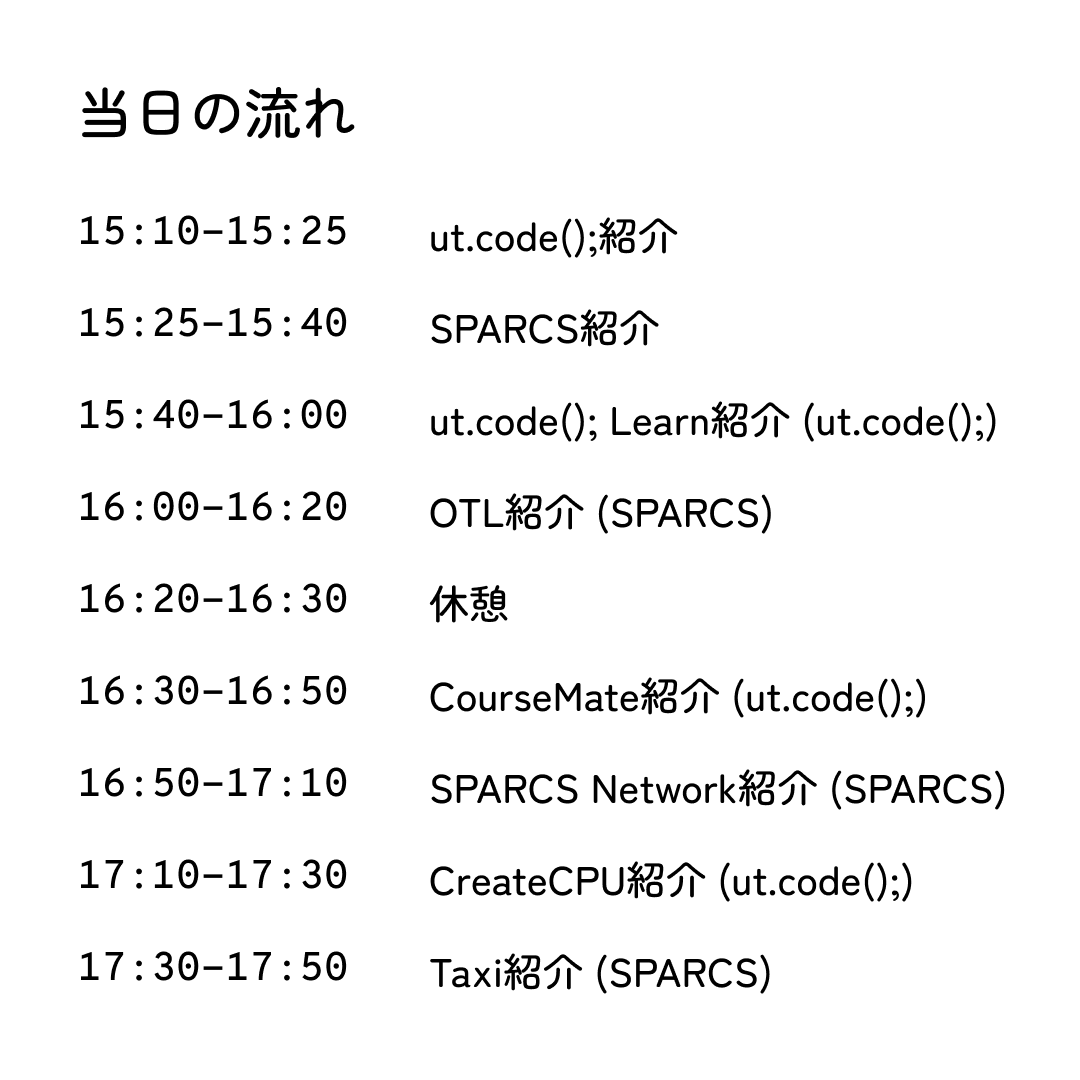 当日の流れ
15:10-15:25 ut.code();紹介
15:25-15:40 SPARCS紹介
15:40-16:00 ut.code(); Learn紹介 (ut.code();)
16:00-16:20 OTL紹介 (SPARCS)
16:20-16:30 休憩
16:30-16:50 CourseMate紹介 (ut.code();)
16:50-17:10 SPARCS Network紹介 (SPARCS)
17:10-17:30 CreateCPU紹介 (ut.code();)
17:30-17:50 Taxi紹介 (SPARCS)